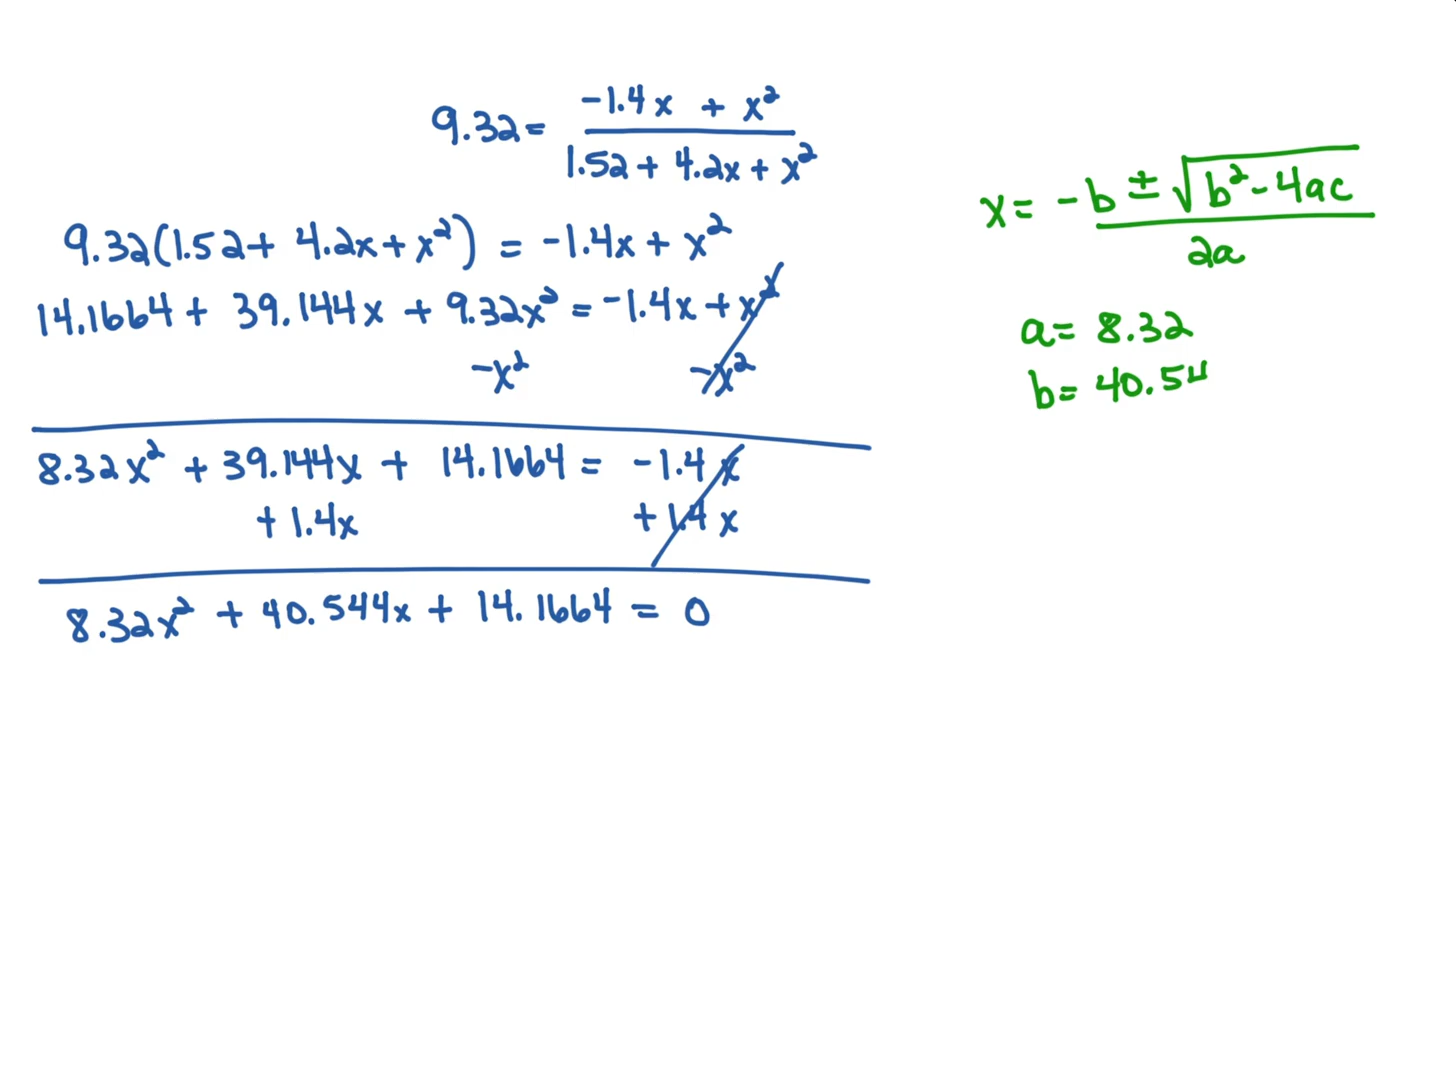 9.32 = (-1.4x + x²)/(1.52 + 4.2x + x²)
9.32(1.52 + 4.2x + x²) = -1.4x + x²
14.1664 + 39.144x + 9.32x² = -1.4x + x²
-x² -x²
8.32x² + 39.144x + 14.1664 = -1.4x
+ 1.4x + 1.4x
8.32x² + 40.544x + 14.1664 = 0
x = (-b ± √(b² - 4ac))/(2a)
a = 8.32
b = 40.54